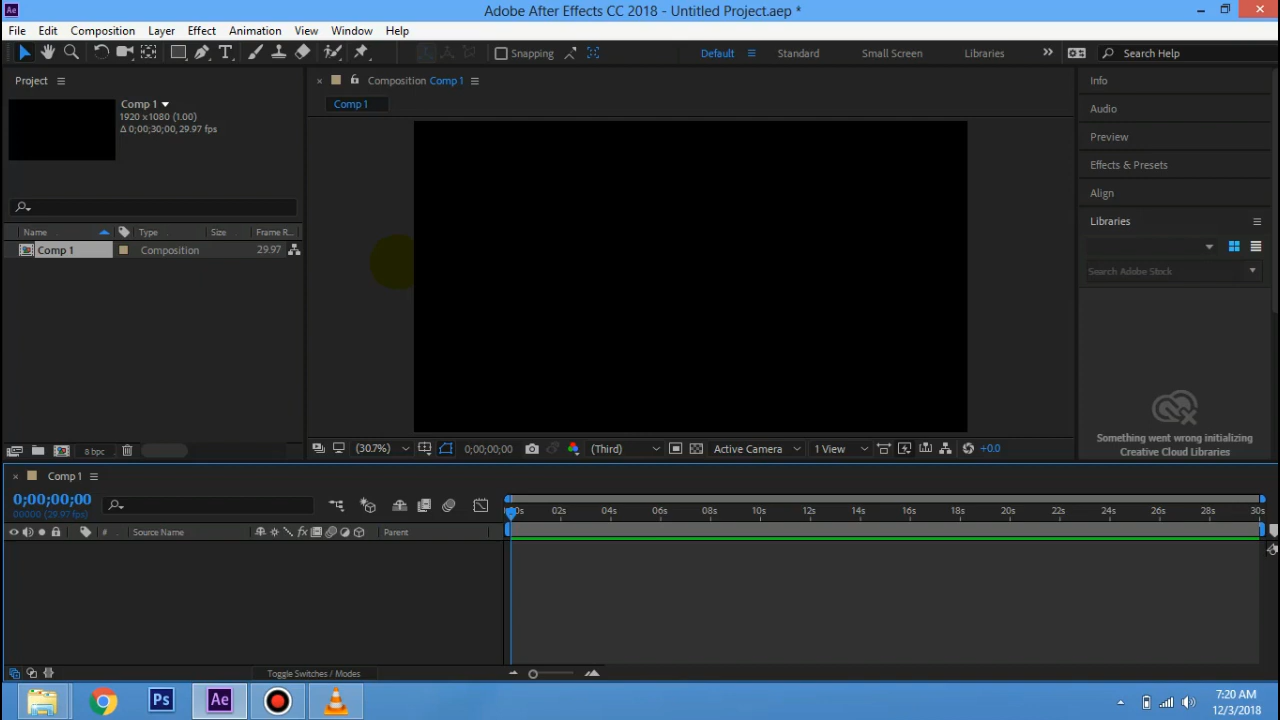 Ae Adobe After Effects CC 2018 - Untitled Project.aep *
File Edit Composition Layer Effect Animation View Window Help
Snapping Default Standard Small Screen Libraries » Search Help
Project
Comp 1
1920 x1080 (1.00)
Δ 0;00;30;00, 29.97 fps
Name Type Size Frame R...
Comp 1 Composition 29.97
8 bpc
× Composition Comp 1
Comp 1
(30.7%) 0;00;00;00 (Third) Active Camera 1 View +0.0
Info
Audio
Preview
Effects & Presets
Align
Libraries
Search Adobe Stock
Something went wrong initializing
Creative Cloud Libraries
× Comp 1
0;00;00;00
00000 (29.97 fps)
# Source Name fx Parent
02s 04s 06s 08s 10s 12s 14s 16s 18s 20s 22s 24s 26s 28s 30s
Toggle Switches / Modes
Ps Ae
7:20 AM
12/3/2018